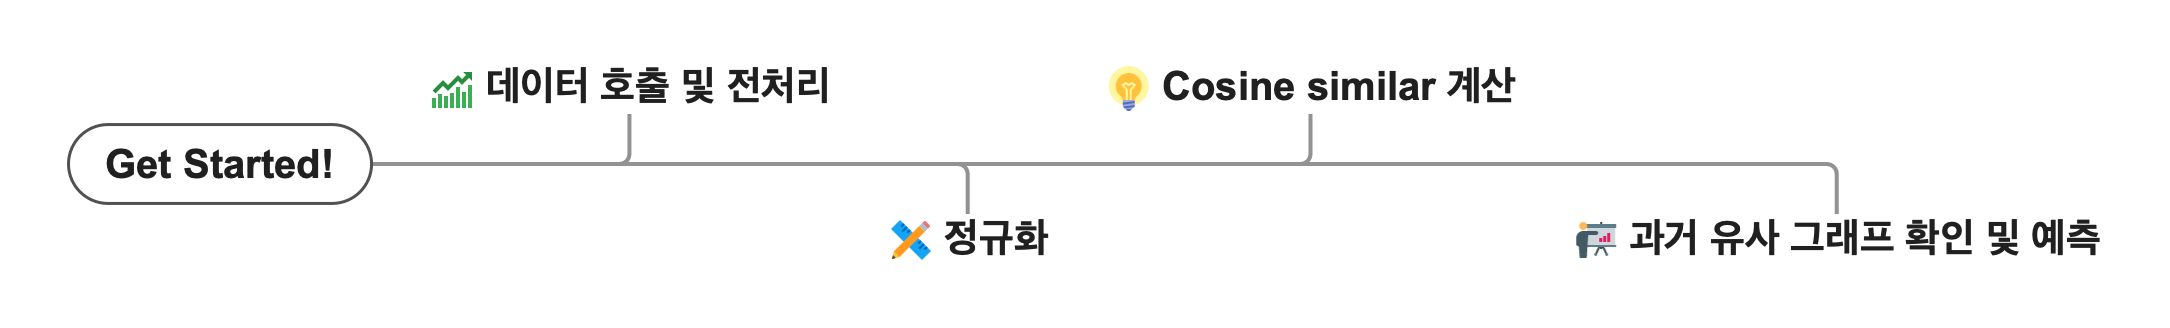 Get Started!
데이터 호출 및 전처리
정규화
Cosine similar 계산
과거 유사 그래프 확인 및 예측